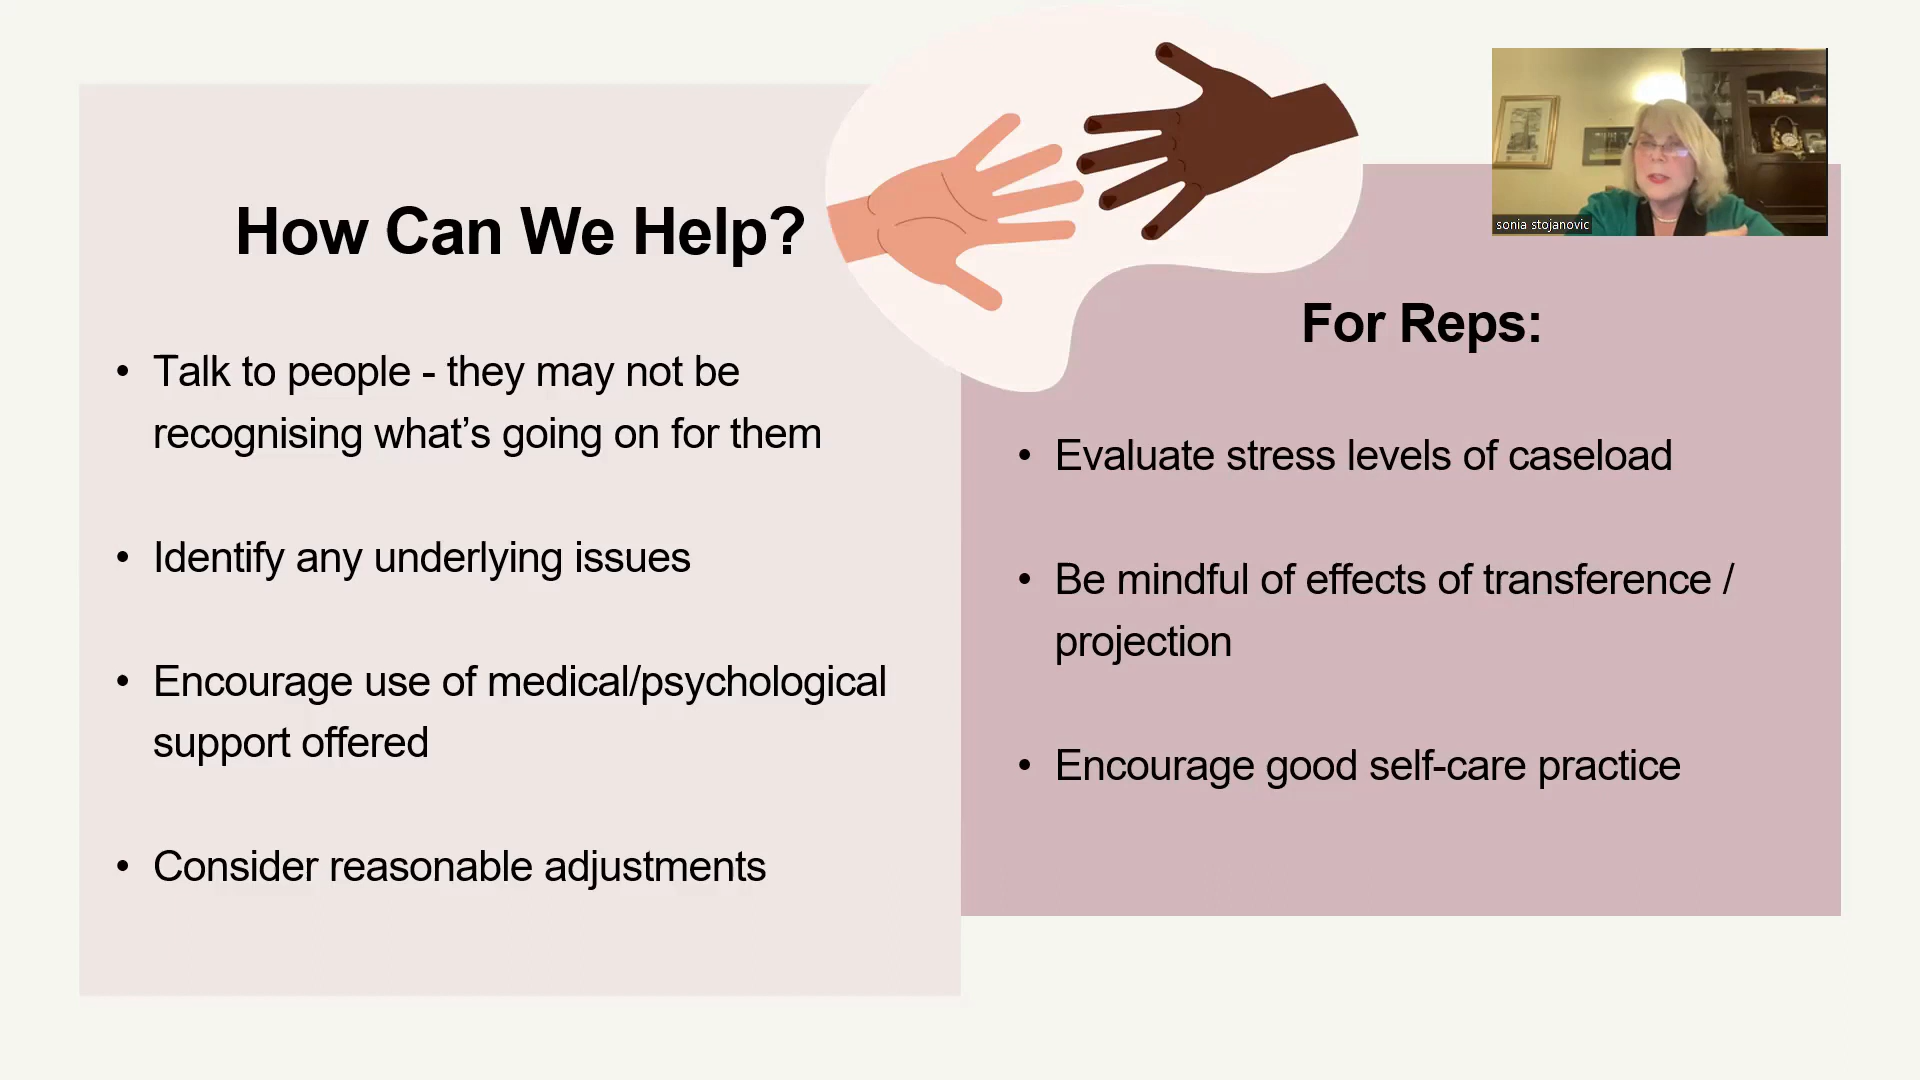 How Can We Help?
• Talk to people - they may not be
recognising what’s going on for them
• Identify any underlying issues
• Encourage use of medical/psychological
support offered
• Consider reasonable adjustments
sonia stojanovic
For Reps:
• Evaluate stress levels of caseload
• Be mindful of effects of transference /
projection
• Encourage good self-care practice